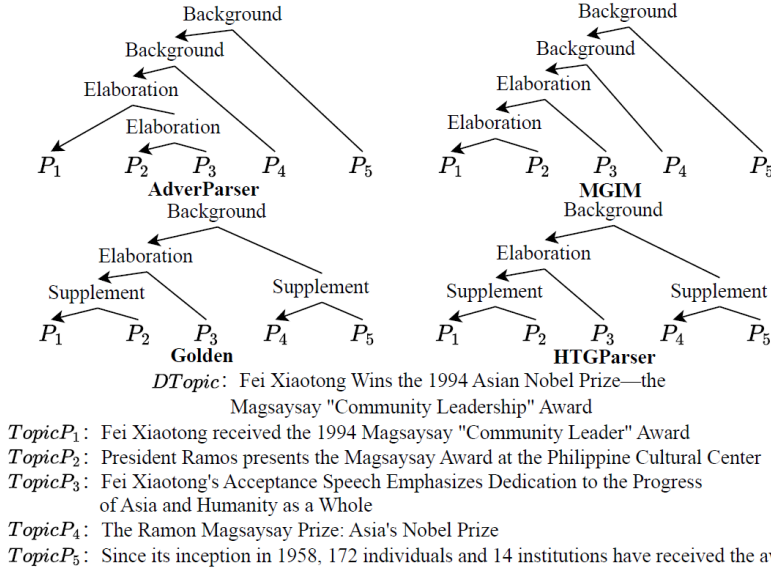 Background
Background
Elaboration
Elaboration
P1 P2 P3 P4 P5
AdverParser
Background
Background
Elaboration
Elaboration
P1 P2 P3 P4 P5
MGIM
Background
Elaboration
Supplement Supplement
P1 P2 P3 P4 P5
Golden
Background
Elaboration
Supplement Supplement
P1 P2 P3 P4 P5
HTGParser
DTopic: Fei Xiaotong Wins the 1994 Asian Nobel Prize—the
Magsaysay "Community Leadership" Award
TopicP1: Fei Xiaotong received the 1994 Magsaysay "Community Leader" Award
TopicP2: President Ramos presents the Magsaysay Award at the Philippine Cultural Center
TopicP3: Fei Xiaotong's Acceptance Speech Emphasizes Dedication to the Progress
of Asia and Humanity as a Whole
TopicP4: The Ramon Magsaysay Prize: Asia's Nobel Prize
TopicP5: Since its inception in 1958, 172 individuals and 14 institutions have received the